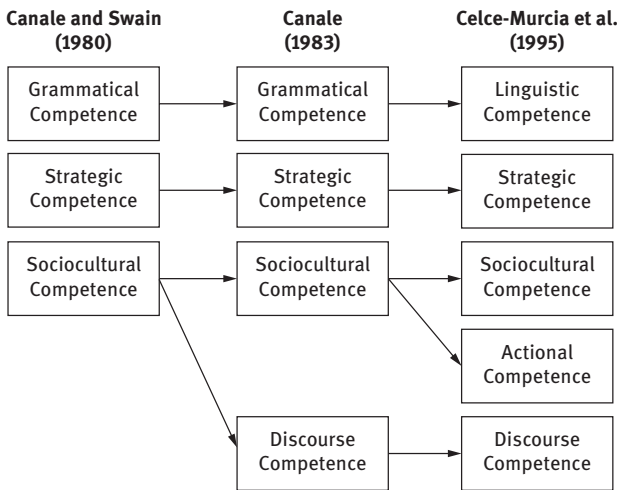 Canale and Swain
(1980)
Canale
(1983)
Celce-Murcia et al.
(1995)
Grammatical
Competence
Grammatical
Competence
Linguistic
Competence
Strategic
Competence
Strategic
Competence
Strategic
Competence
Sociocultural
Competence
Sociocultural
Competence
Sociocultural
Competence
Actional
Competence
Discourse
Competence
Discourse
Competence